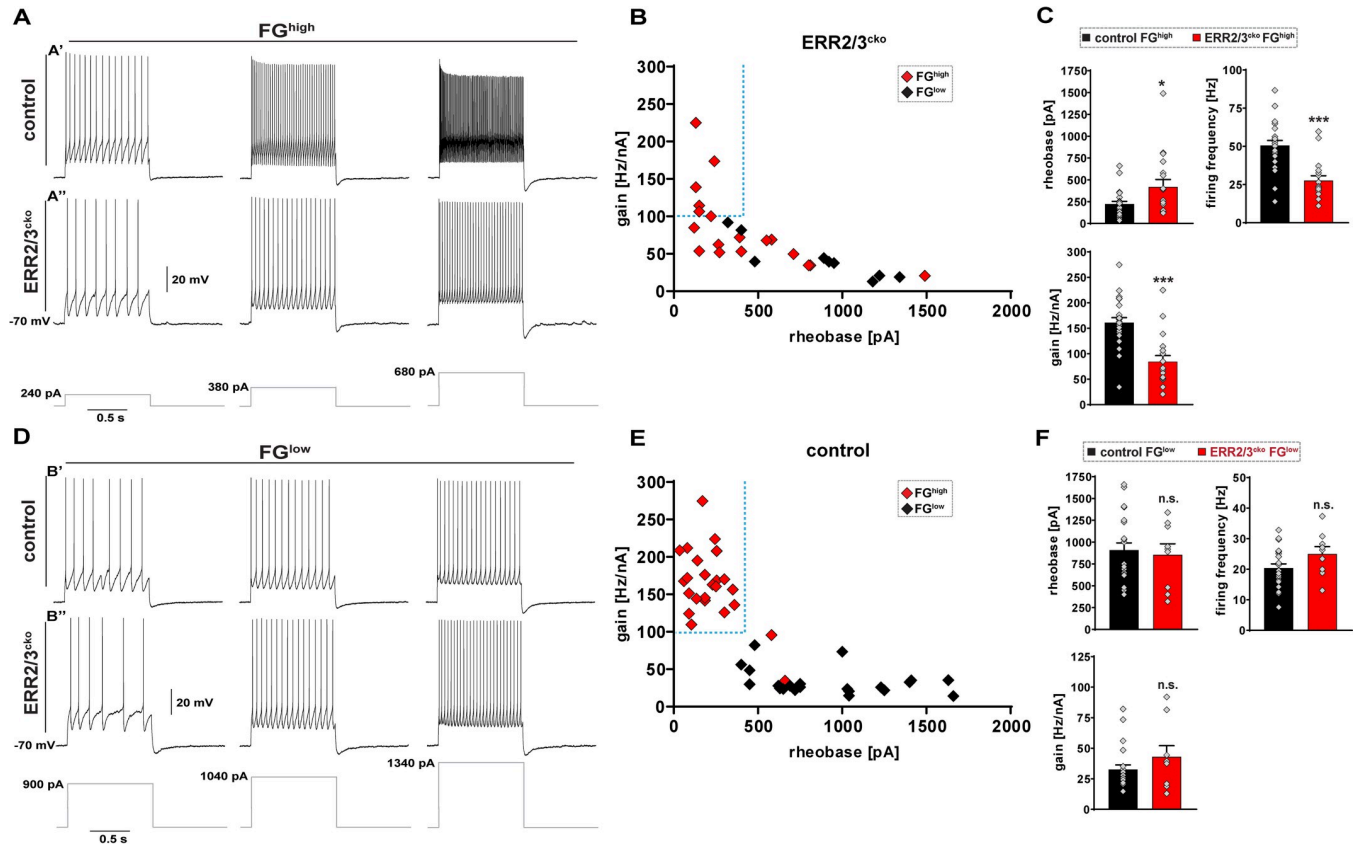 A
FG^high
A'
control
A''
ERR2/3^cko
20 mV
-70 mV
240 pA
380 pA
680 pA
0.5 s
B
ERR2/3^cko
FG^high
FG^low
gain [Hz/nA]
300
250
200
150
100
50
0
0
500
1000
1500
2000
rheobase [pA]
C
control FG^high
ERR2/3^cko FG^high
rheobase [pA]
1750
1500
1250
1000
750
500
250
0
*
firing frequency [Hz]
100
75
50
25
0
***
gain [Hz/nA]
300
250
200
150
100
50
0
***
D
FG^low
B'
control
B''
ERR2/3^cko
20 mV
-70 mV
900 pA
1040 pA
1340 pA
0.5 s
E
control
FG^high
FG^low
gain [Hz/nA]
300
250
200
150
100
50
0
0
500
1000
1500
2000
rheobase [pA]
F
control FG^low
ERR2/3^cko FG^low
rheobase [pA]
1750
1500
1250
1000
750
500
250
0
n.s.
firing frequency [Hz]
50
40
30
20
10
0
n.s.
gain [Hz/nA]
125
100
75
50
25
0
n.s.